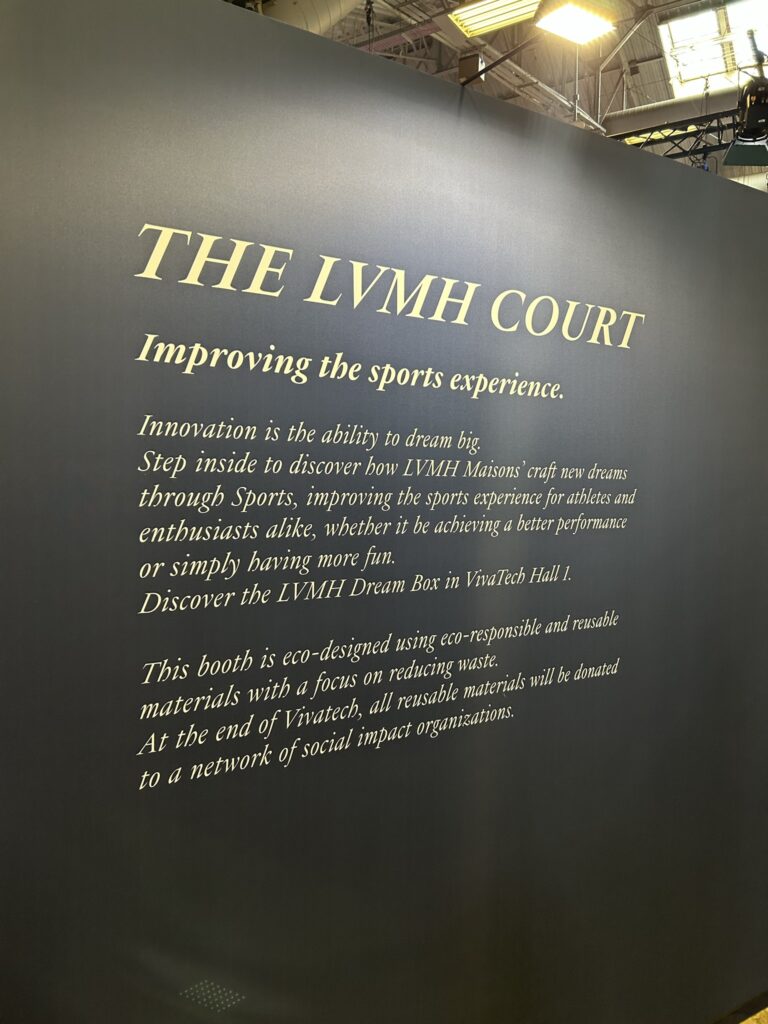 THE LVMH COURT
Improving the sports experience.
Innovation is the ability to dream big.
Step inside to discover how LVMH Maisons' craft new dreams
through Sports, improving the sports experience for athletes and
enthusiasts alike, whether it be achieving a better performance
or simply having more fun.
Discover the LVMH Dream Box in VivaTech Hall 1.
This booth is eco-designed using eco-responsible and reusable
materials with a focus on reducing waste.
At the end of Vivatech, all reusable materials will be donated
to a network of social impact organizations.